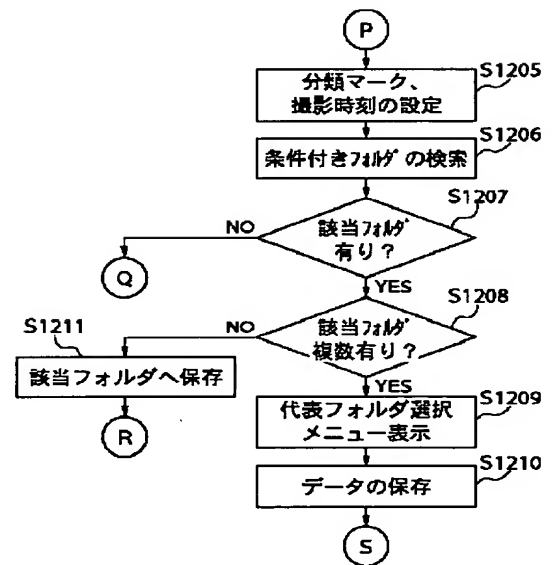 P
S1205
分類マーク、
撮影時刻の設定
S1206
条件付きフォルダの検索
S1207
該当フォルダ
有り？
NO
Q
YES
S1208
該当フォルダ
複数有り？
NO
S1211
該当フォルダへ保存
R
YES
S1209
代表フォルダ選択
メニュー表示
S1210
データの保存
S